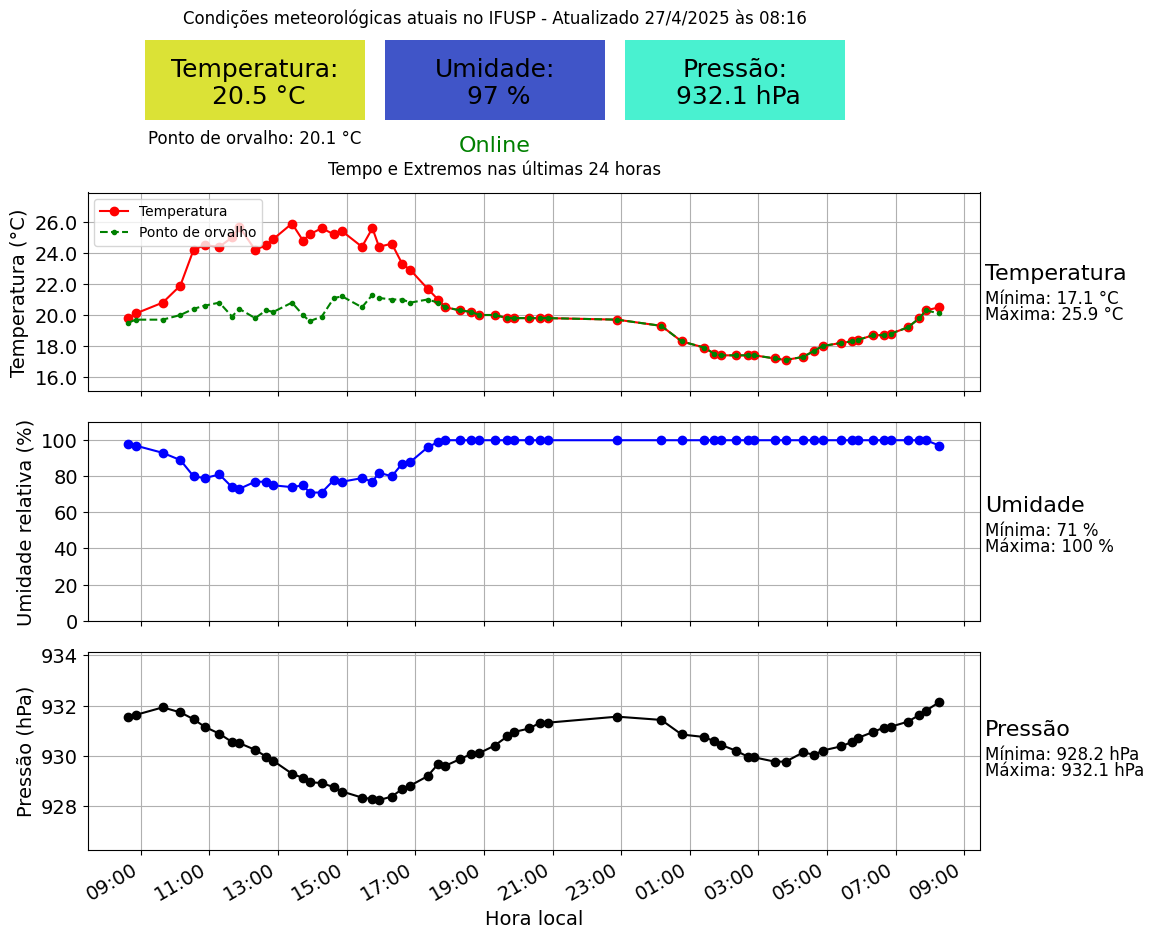 Condições meteorológicas atuais no IFUSP - Atualizado 27/4/2025 às 08:16
Temperatura:
20.5 °C
Umidade:
97 %
Pressão:
932.1 hPa
Ponto de orvalho: 20.1 °C
Online
Tempo e Extremos nas últimas 24 horas
Temperatura (°C)
26.0
24.0
22.0
20.0
18.0
16.0
Temperatura
Ponto de orvalho
Temperatura
Mínima: 17.1 °C
Máxima: 25.9 °C
Umidade relativa (%)
100
80
60
40
20
0
Umidade
Mínima: 71 %
Máxima: 100 %
Pressão (hPa)
934
932
930
928
Pressão
Mínima: 928.2 hPa
Máxima: 932.1 hPa
09:00
11:00
13:00
15:00
17:00
19:00
21:00
23:00
01:00
03:00
05:00
07:00
09:00
Hora local